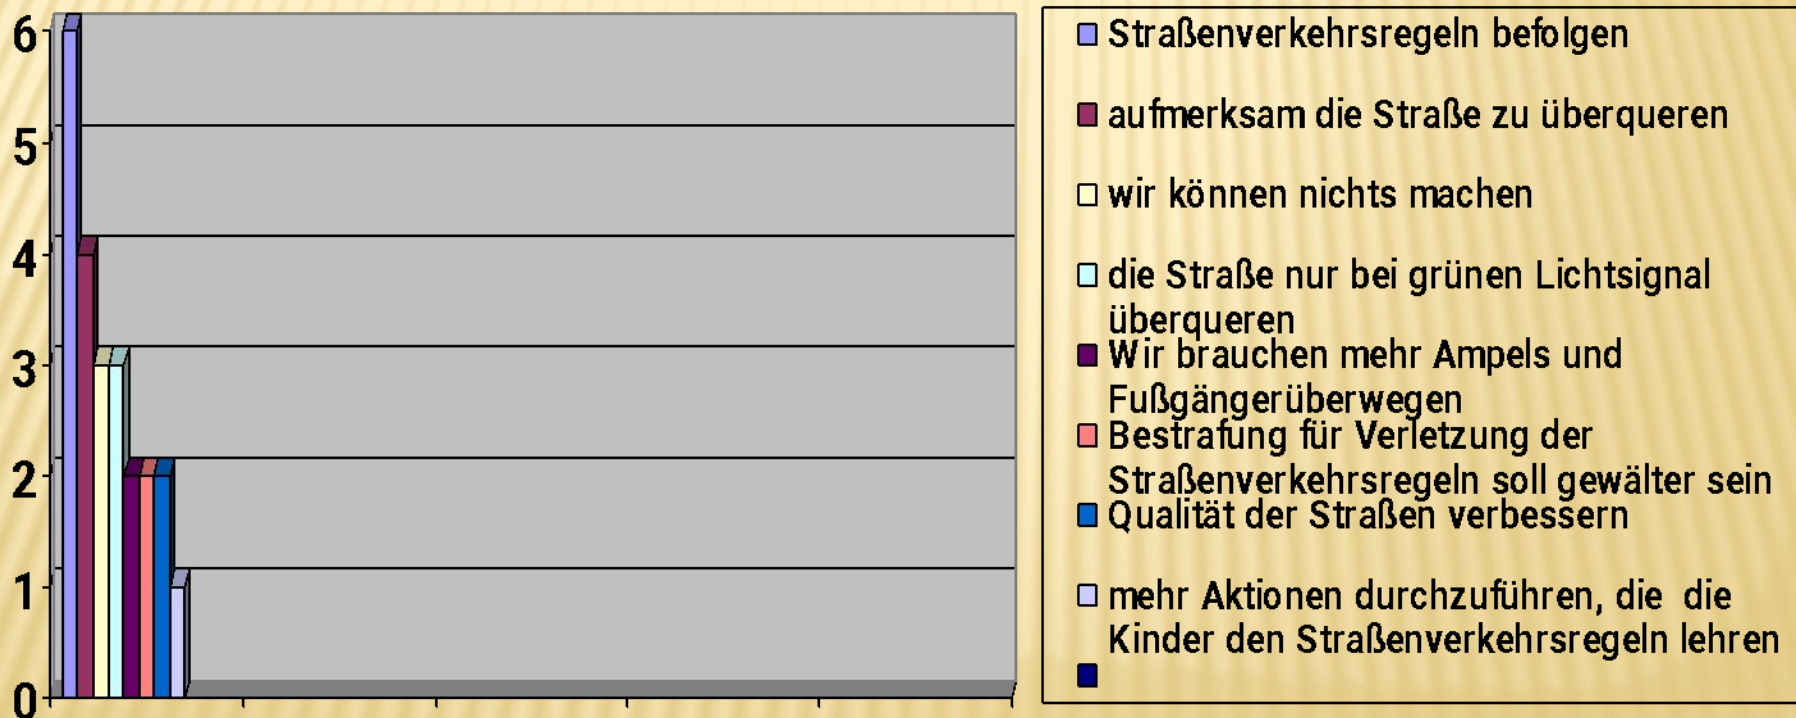 6
5
4
3
2
1
0
Straßenverkehrsregeln befolgen
aufmerksam die Straße zu überqueren
wir können nichts machen
die Straße nur bei grünen Lichtsignal
überqueren
Wir brauchen mehr Ampels und
Fußgängerüberwegen
Bestrafung für Verletzung der
Straßenverkehrsregeln soll gewälter sein
Qualität der Straßen verbessern
mehr Aktionen durchzuführen, die  die
Kinder den Straßenverkehrsregeln lehren